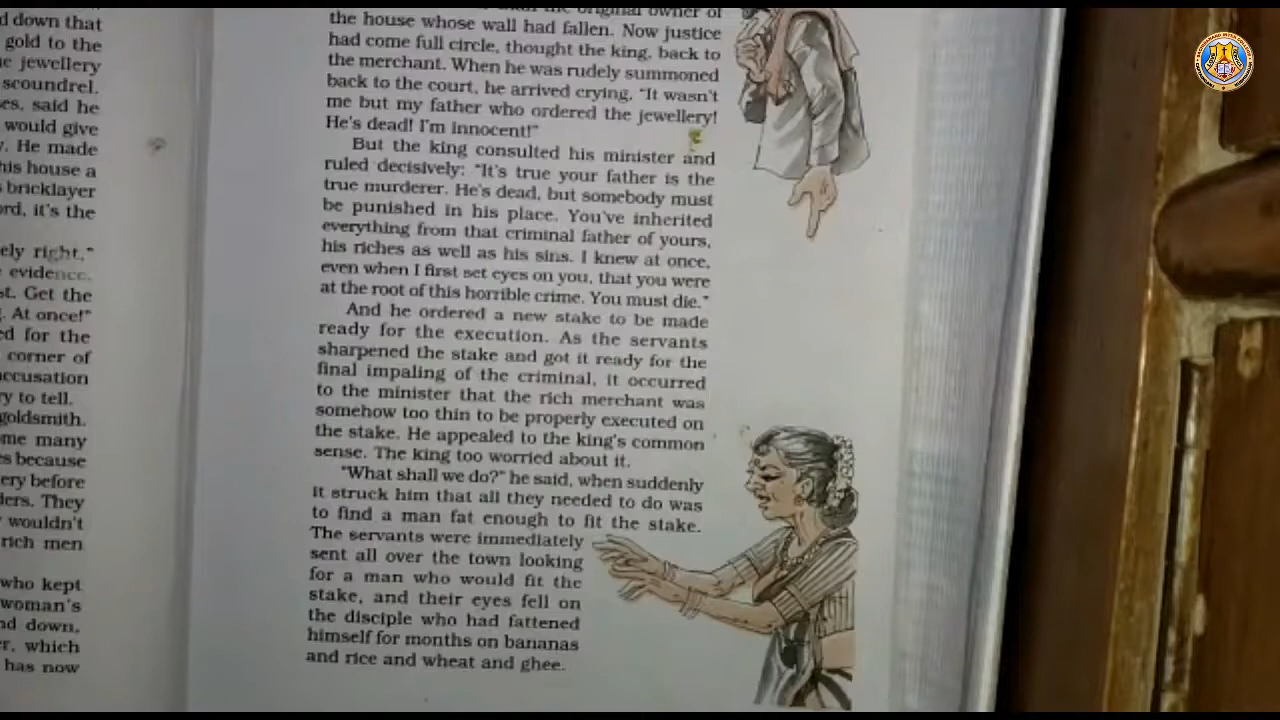 d down that
gold to the
jewellery
scoundrel.
said he
would give
He made
his house a
bricklayer
it's the
right,"
evidence.
Get the
At once!"
for the
corner of
accusation
to tell.
goldsmith.
me many
because
before
They
wouldn't
rich men
who kept
woman's
down,
which
has now
the original owner of
the house whose wall had fallen. Now justice
had come full circle, thought the king, back to
the merchant. When he was rudely summoned
back to the court, he arrived crying, "It wasn't
me but my father who ordered the jewellery!
He's dead! I'm innocent!"
But the king consulted his minister and
ruled decisively: "It's true your father is the
true murderer. He's dead, but somebody must
be punished in his place. You've inherited
everything from that criminal father of yours,
his riches as well as his sins. I knew at once,
even when I first set eyes on you, that you were
at the root of this horrible crime. You must die."
And he ordered a new stake to be made
ready for the execution. As the servants
sharpened the stake and got it ready for the
final impaling of the criminal, it occurred
to the minister that the rich merchant was
somehow too thin to be properly executed on
the stake. He appealed to the king's common
sense. The king too worried about it.
"What shall we do?" he said, when suddenly
it struck him that all they needed to do was
to find a man fat enough to fit the stake.
The servants were immediately
sent all over the town looking
for a man who would fit the
stake, and their eyes fell on
the disciple who had fattened
himself for months on bananas
and rice and wheat and ghee.